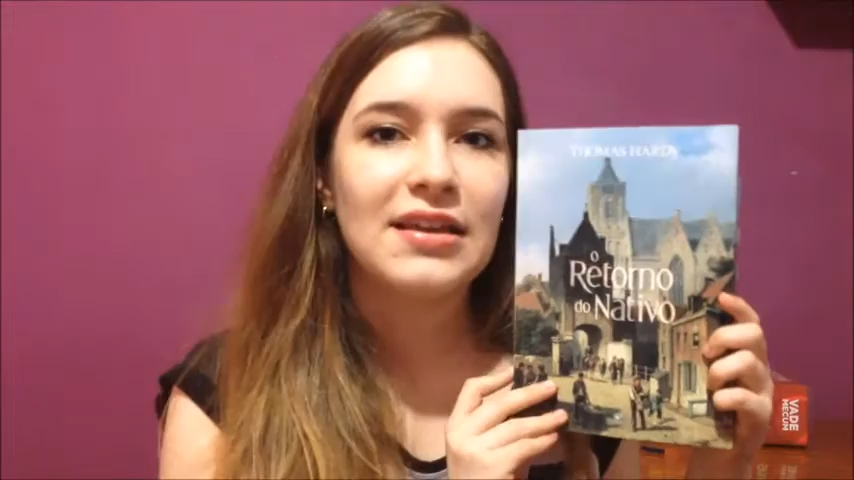 THOMAS HARDY
O
Retorno
do Nativo
VADE
MECUM